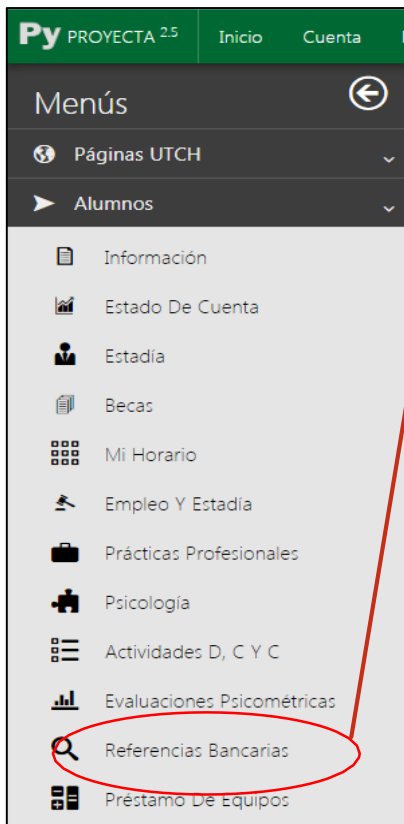 Py PROYECTA 2.5 Inicio Cuenta
Menús
Páginas UTCH
Alumnos
Información
Estado De Cuenta
Estadía
Becas
Mi Horario
Empleo Y Estadía
Prácticas Profesionales
Psicología
Actividades D, C Y C
Evaluaciones Psicométricas
Referencias Bancarias
Préstamo De Equipos